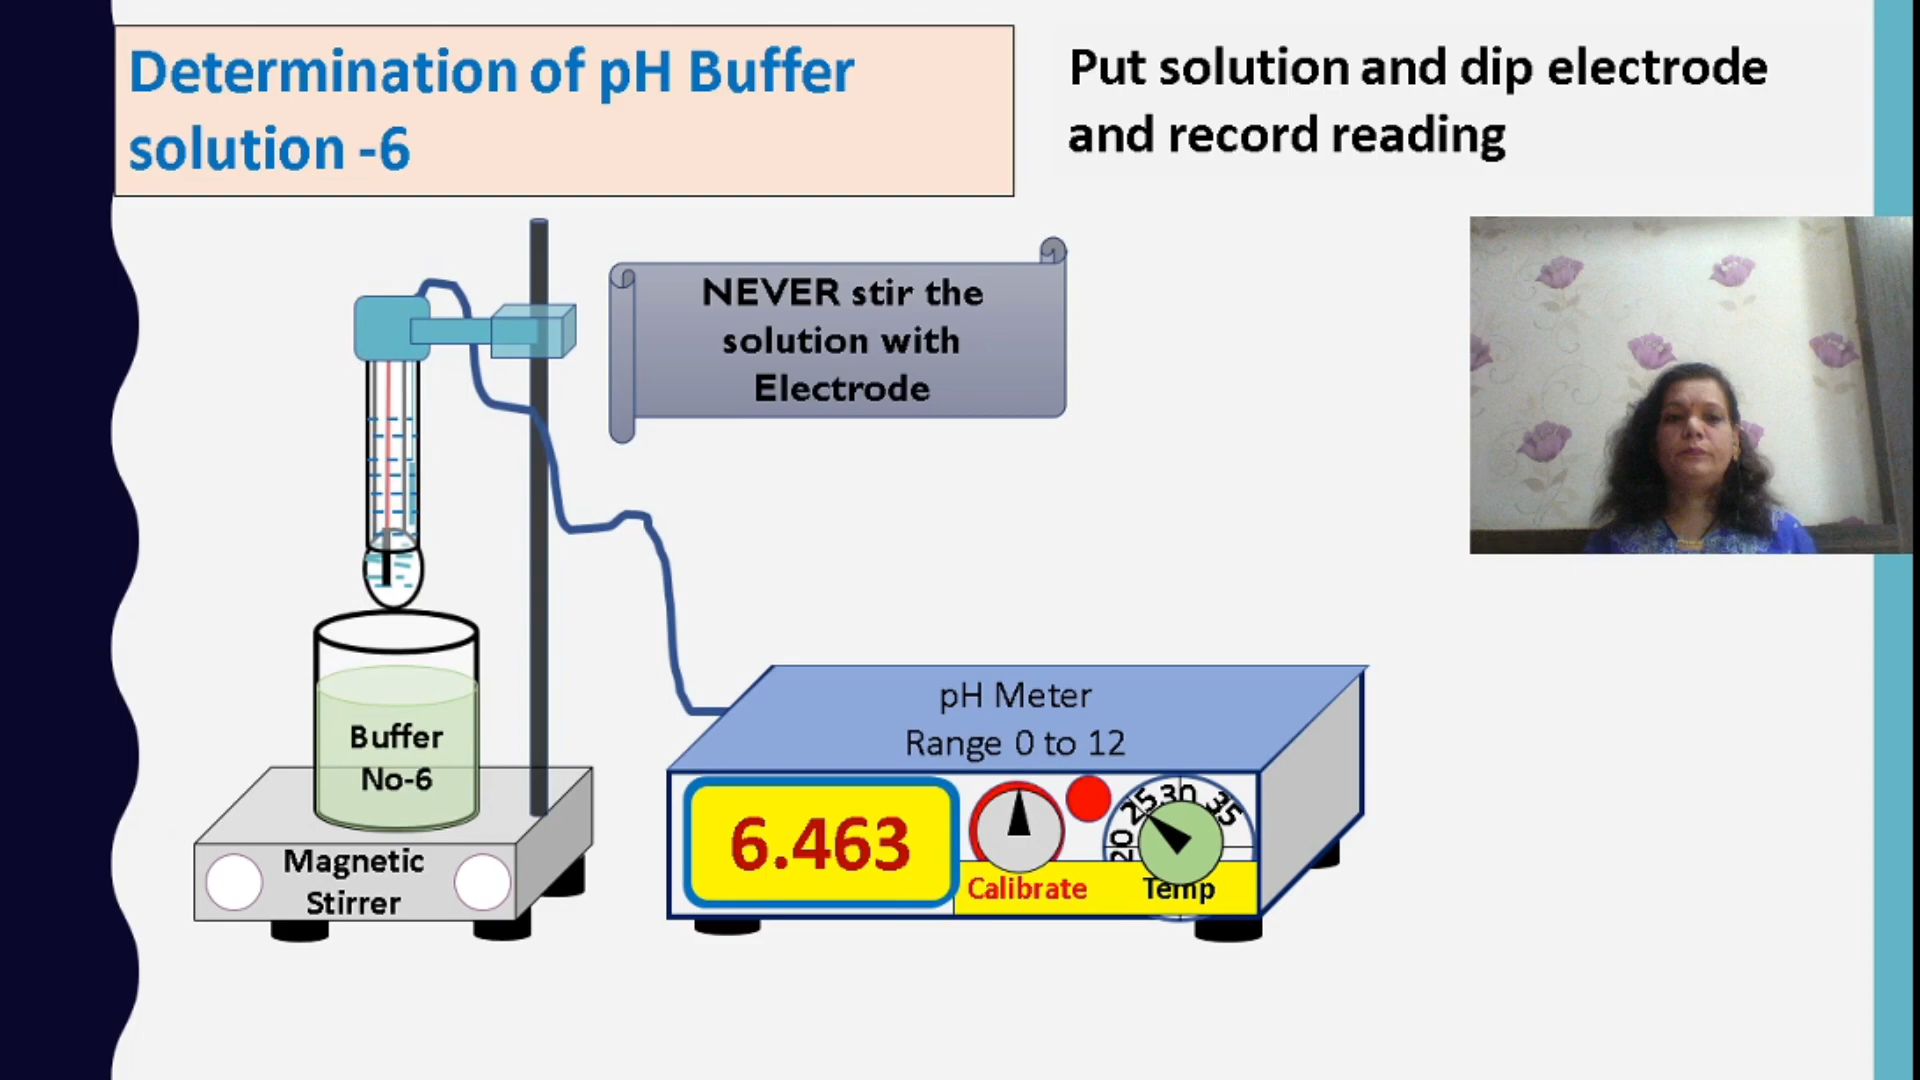 Determination of pH Buffer
solution -6
Put solution and dip electrode
and record reading
NEVER stir the
solution with
Electrode
Buffer
No-6
Magnetic
Stirrer
pH Meter
Range 0 to 12
6.463
Calibrate
20 25 30 35
Temp